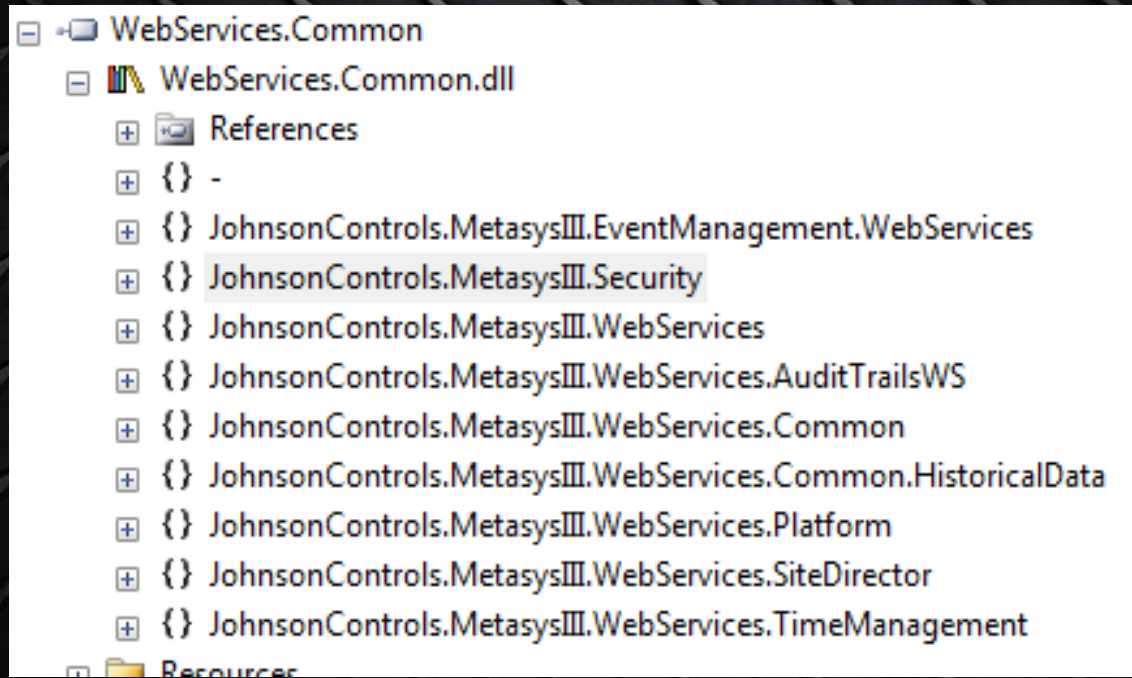 WebServices.Common
WebServices.Common.dll
References
{} -
{} JohnsonControls.MetasysIII.EventManagement.WebServices
{} JohnsonControls.MetasysIII.Security
{} JohnsonControls.MetasysIII.WebServices
{} JohnsonControls.MetasysIII.WebServices.AuditTrailsWS
{} JohnsonControls.MetasysIII.WebServices.Common
{} JohnsonControls.MetasysIII.WebServices.Common.HistoricalData
{} JohnsonControls.MetasysIII.WebServices.Platform
{} JohnsonControls.MetasysIII.WebServices.SiteDirector
{} JohnsonControls.MetasysIII.WebServices.TimeManagement
Resources